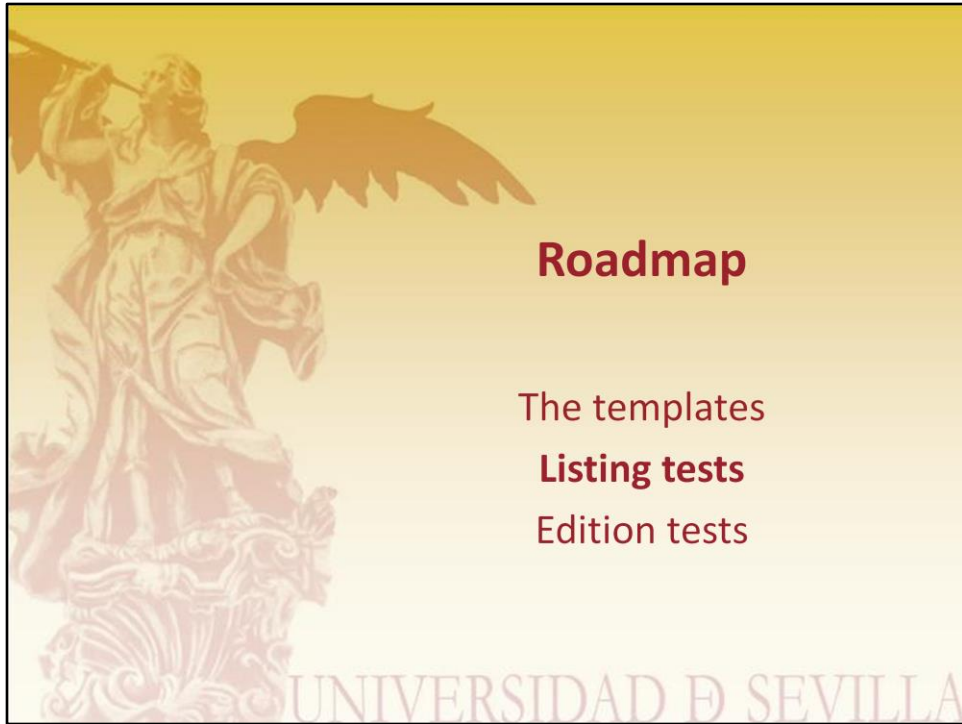 Roadmap
The templates
Listing tests
Edition tests
UNIVERSIDAD Ð SEVILLA